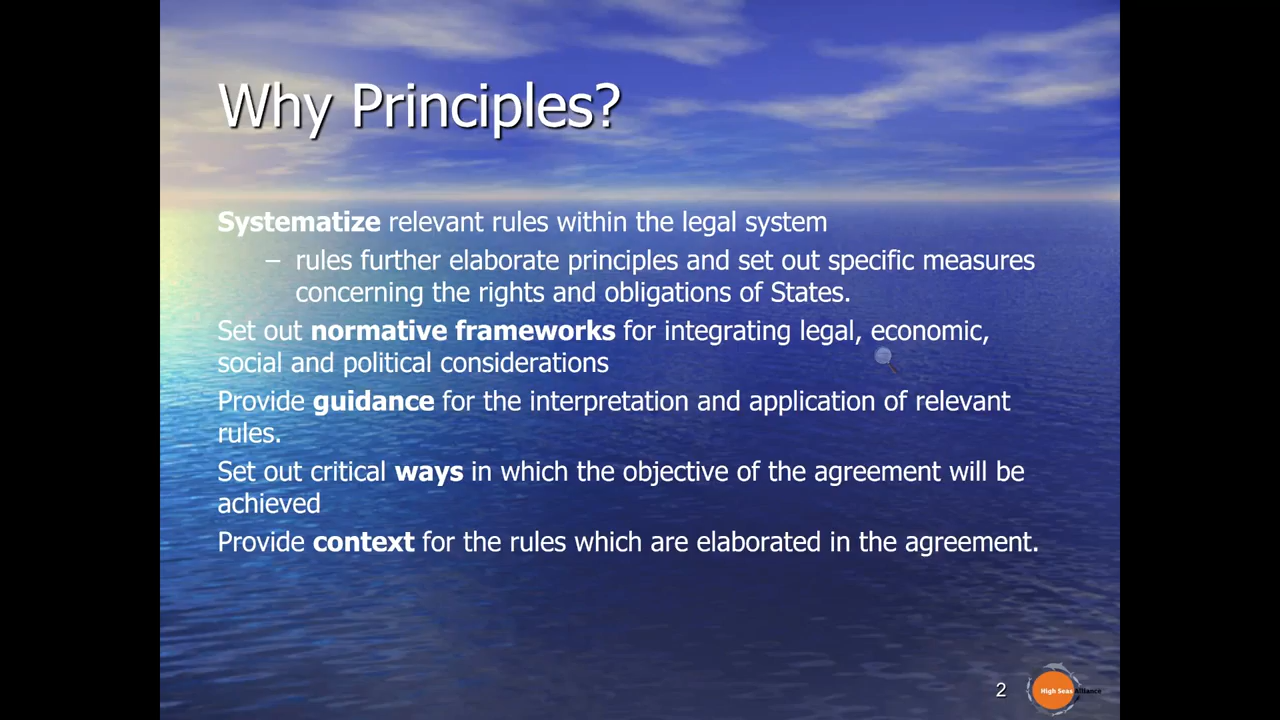 Why Principles?
Systematize relevant rules within the legal system
– rules further elaborate principles and set out specific measures
concerning the rights and obligations of States.
Set out normative frameworks for integrating legal, economic,
social and political considerations
Provide guidance for the interpretation and application of relevant
rules.
Set out critical ways in which the objective of the agreement will be
achieved
Provide context for the rules which are elaborated in the agreement.
2
High Seas Alliance